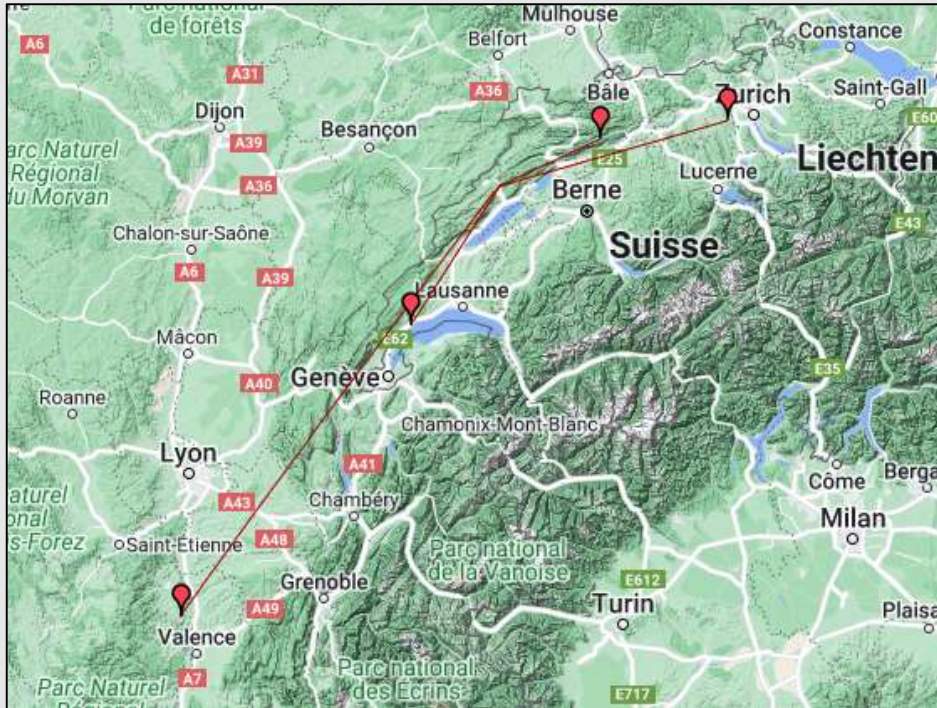 Parc national
de forêts
Mulhouse
A6
Constance
Belfort
A31
A36
Bâle
Zurich
Saint-Gall
Dijon
E60
A39
Besançon
E25
Parc Naturel
Régional
du Morvan
Liechten
A36
Lucerne
Berne
E43
Chalon-sur-Saône
Suisse
A6
A39
Lausanne
E62
Mâcon
E35
Genève
A40
Roanne
Chamonix-Mont-Blanc
Lyon
A41
Côme
Berga
A43
Chambéry
Milan
aturel
onal
s-Forez
Saint-Étienne
A48
Parc national
de la Vanoise
Grenoble
E612
A49
Turin
Plaisa
Valence
A7
Parc national
des Écrins
Parc Naturel
E717